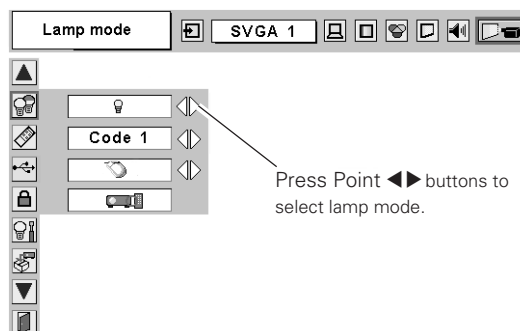 Lamp mode
SVGA 1
Code 1
Press Point ◀▶ buttons to
select lamp mode.